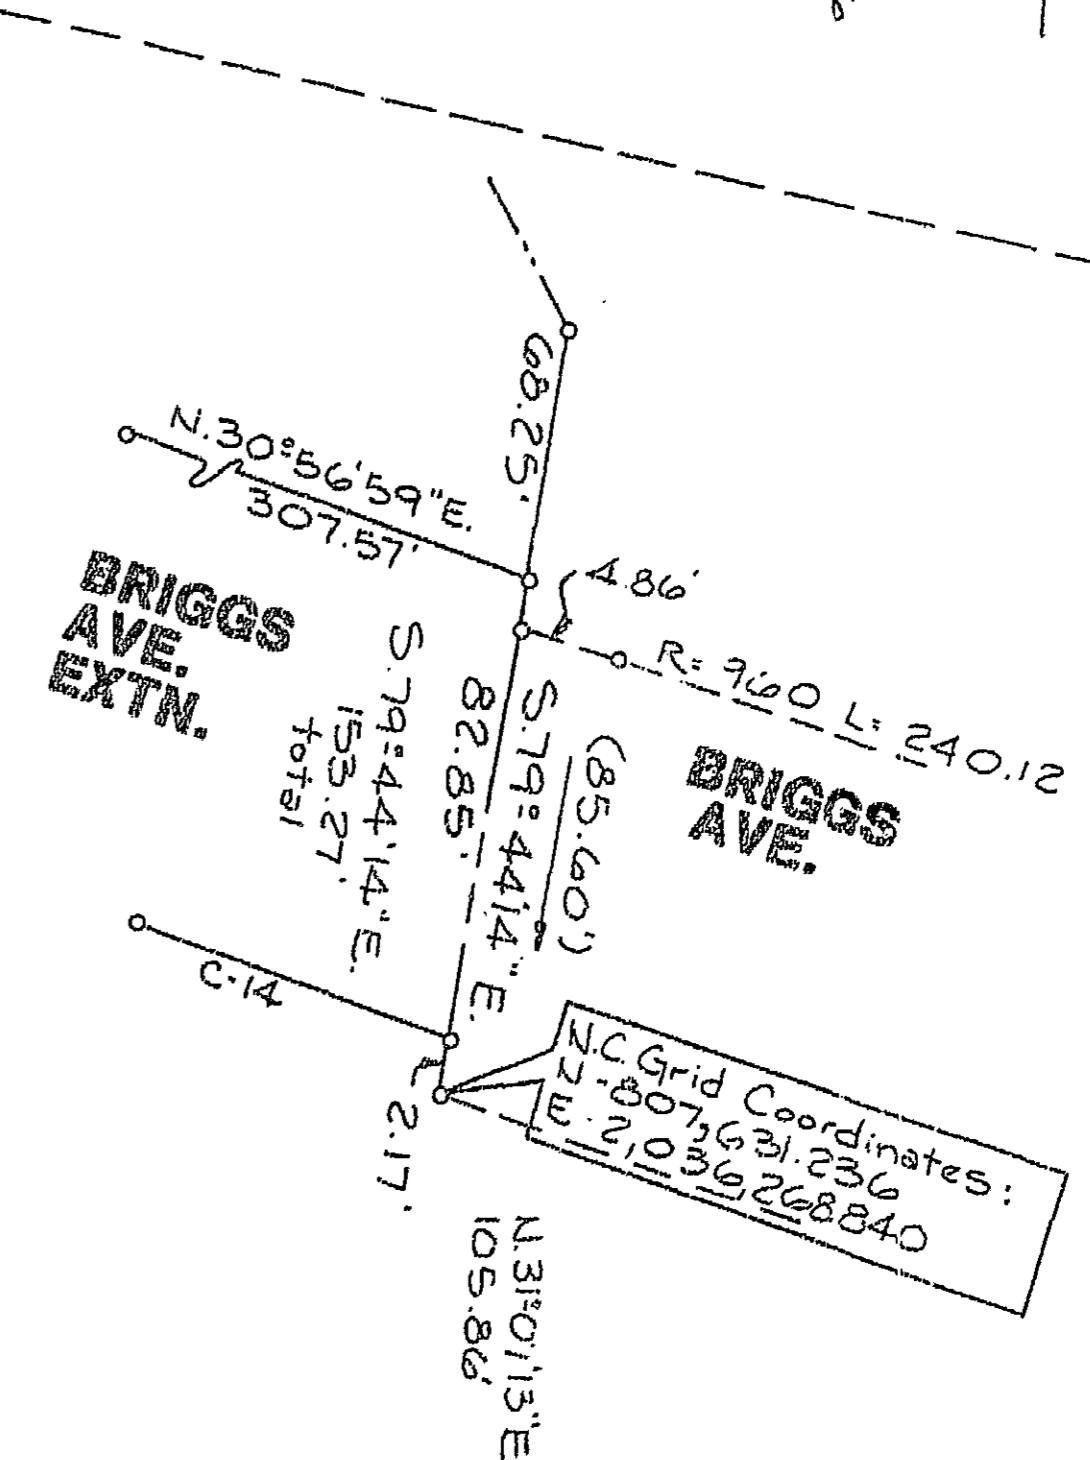 68.25'
N.30°56'59"E.
307.57'
4.86'
R= 960 L= 240.12
BRIGGS
AVE.
EXTN.
BRIGGS
AVE.
(85.60')
S.79°44'14"E.
82.85'
S.79°44'14"E.
153.27'
total
C-14
2.17'
N.C. Grid Coordinates:
N-807,631.236
E-2,036,268840
N.31°01'13"E
105.86'